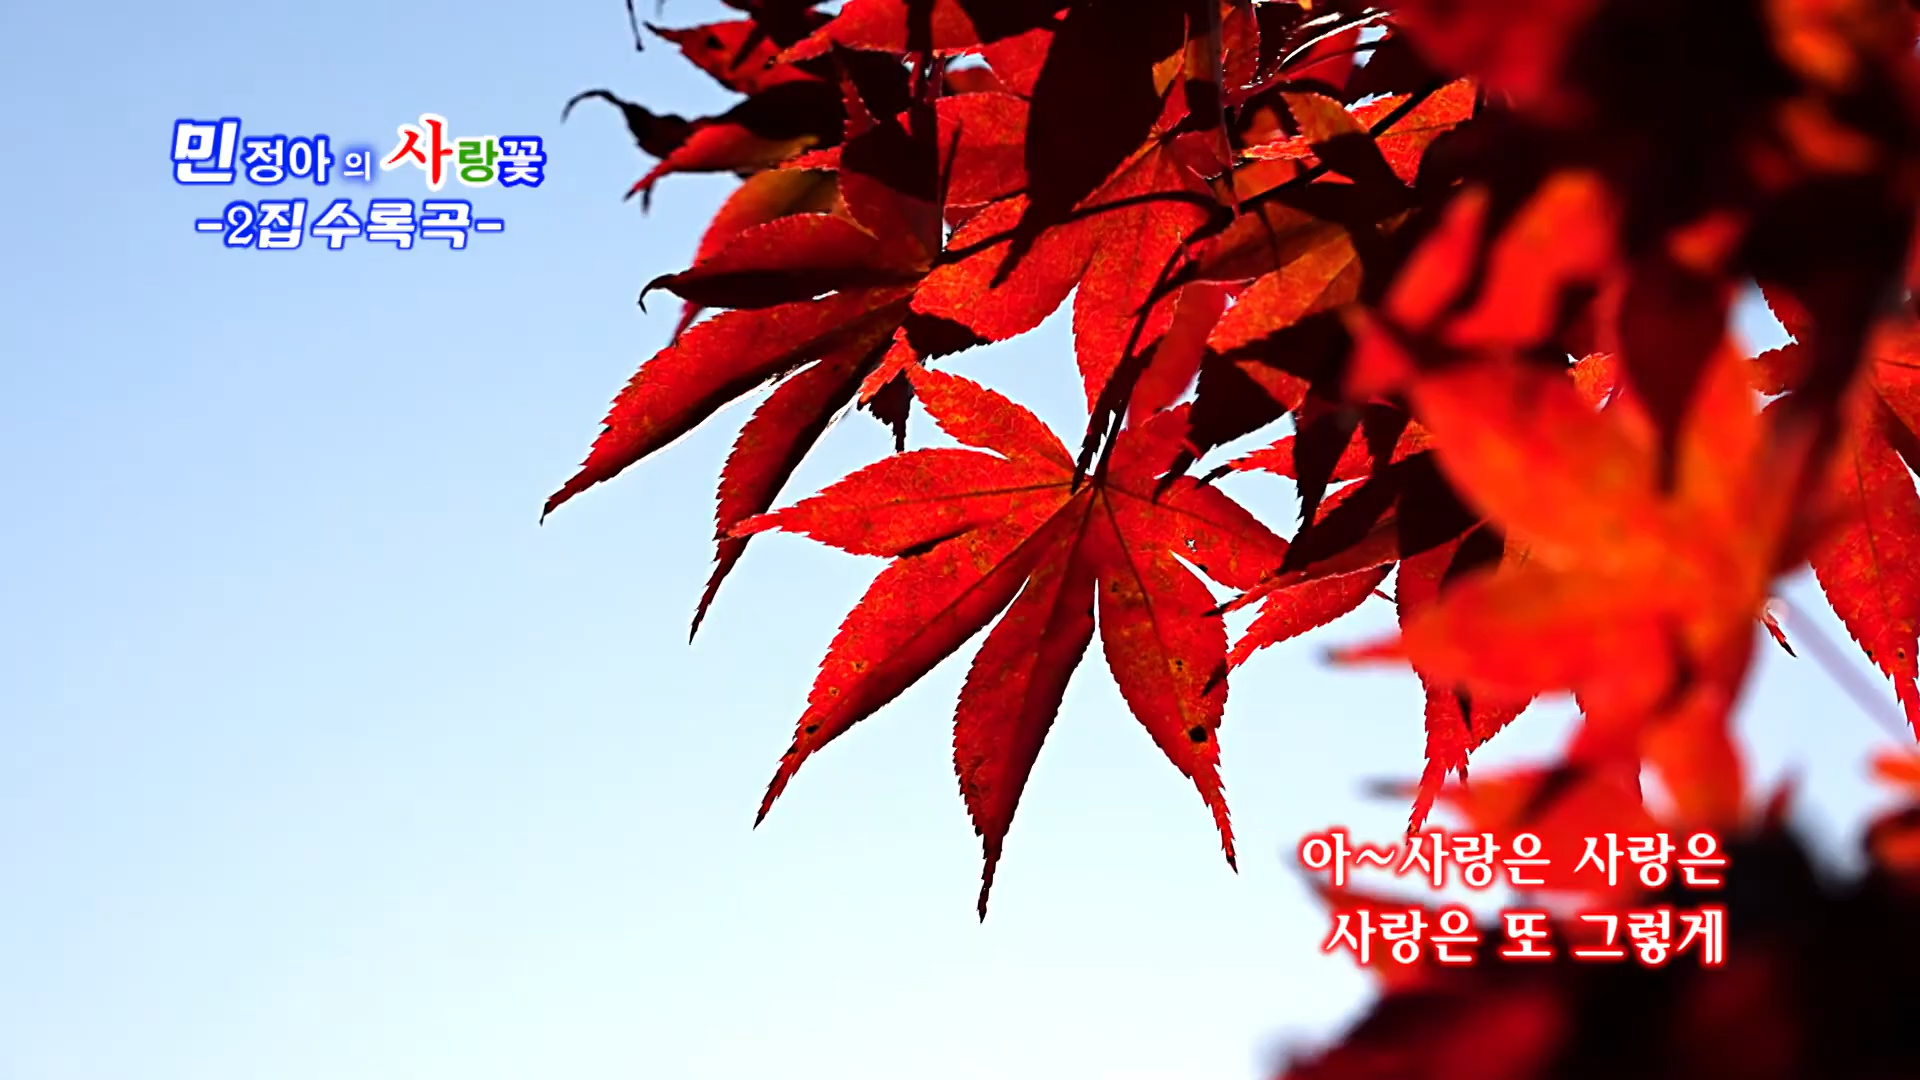 민정아의 사랑꽃
-2집 수록곡-
아~사랑은 사랑은
사랑은 또 그렇게